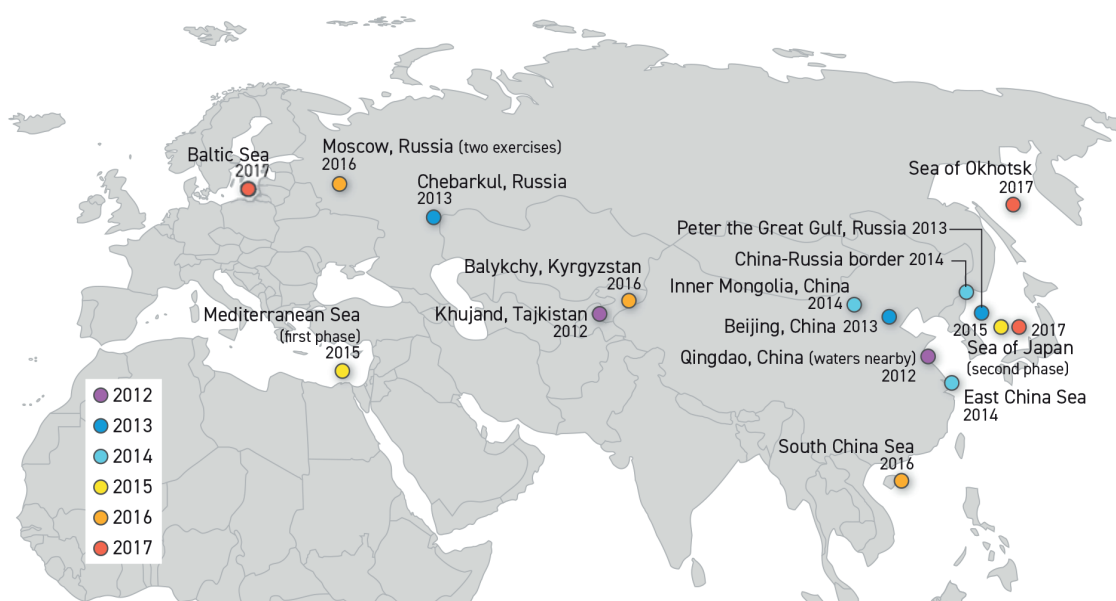 Baltic Sea
2017
Moscow, Russia (two exercises)
2016
Chebarkul, Russia
2013
Sea of Okhotsk
2017
Peter the Great Gulf, Russia 2013
China-Russia border 2014
Balykchy, Kyrgyzstan
2016
Inner Mongolia, China
2014
Khujand, Tajkistan
2012
Beijing, China 2013
Mediterranean Sea
(first phase)
2015
2015
2017
Sea of Japan
(second phase)
Qingdao, China (waters nearby)
2012
East China Sea
2014
South China Sea
2016
2012
2013
2014
2015
2016
2017